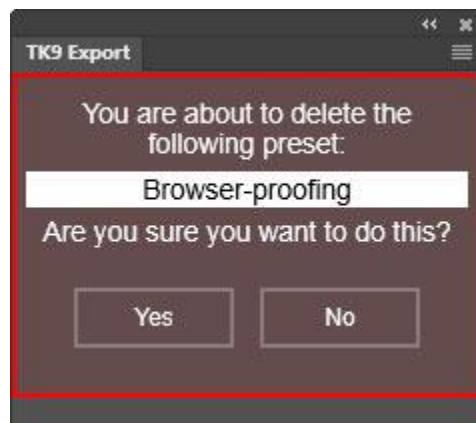 TK9 Export
You are about to delete the
following preset:
Browser-proofing
Are you sure you want to do this?
Yes
No